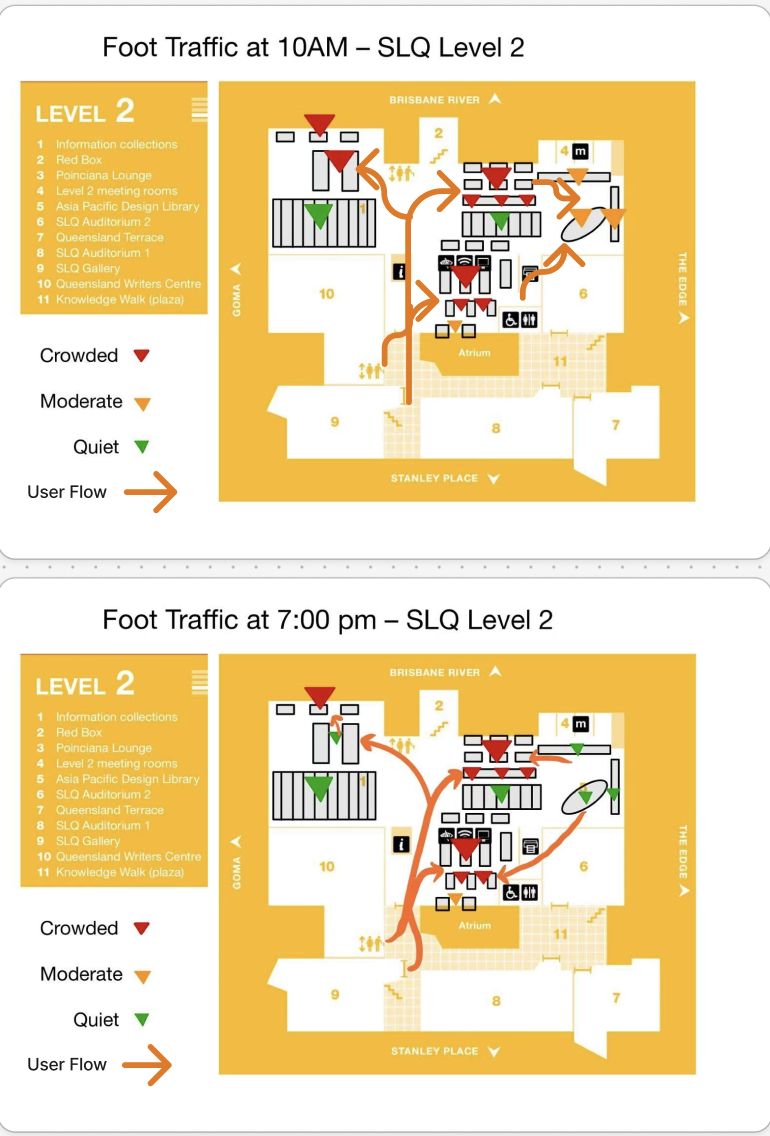 Foot Traffic at 10AM – SLQ Level 2
LEVEL 2
1 Information collections
2 Red Box
3 Poinciana Lounge
4 Level 2 meeting rooms
5 Asia Pacific Design Library
6 SLQ Auditorium 2
7 Queensland Terrace
8 SLQ Auditorium 1
9 SLQ Gallery
10 Queensland Writers Centre
11 Knowledge Walk (plaza)
Crowded
Moderate
Quiet
User Flow
BRISBANE RIVER
2
4 m
1
GOMA
i
10
6
THE EDGE
Atrium
11
9
8
7
STANLEY PLACE
Foot Traffic at 7:00 pm – SLQ Level 2
LEVEL 2
1 Information collections
2 Red Box
3 Poinciana Lounge
4 Level 2 meeting rooms
5 Asia Pacific Design Library
6 SLQ Auditorium 2
7 Queensland Terrace
8 SLQ Auditorium 1
9 SLQ Gallery
10 Queensland Writers Centre
11 Knowledge Walk (plaza)
Crowded
Moderate
Quiet
User Flow
BRISBANE RIVER
2
4 m
1
GOMA
i
10
6
THE EDGE
Atrium
11
9
8
7
STANLEY PLACE